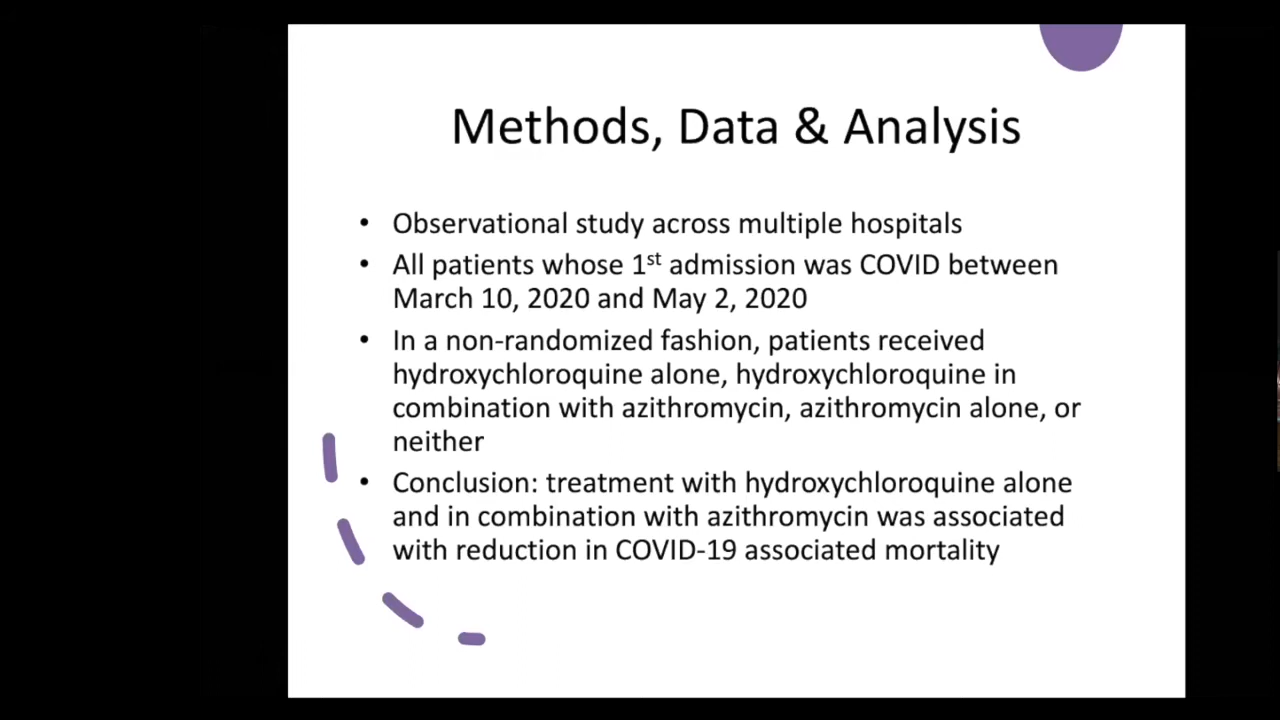 Methods, Data & Analysis
• Observational study across multiple hospitals
• All patients whose 1st admission was COVID between
March 10, 2020 and May 2, 2020
• In a non-randomized fashion, patients received
hydroxychloroquine alone, hydroxychloroquine in
combination with azithromycin, azithromycin alone, or
neither
• Conclusion: treatment with hydroxychloroquine alone
and in combination with azithromycin was associated
with reduction in COVID-19 associated mortality